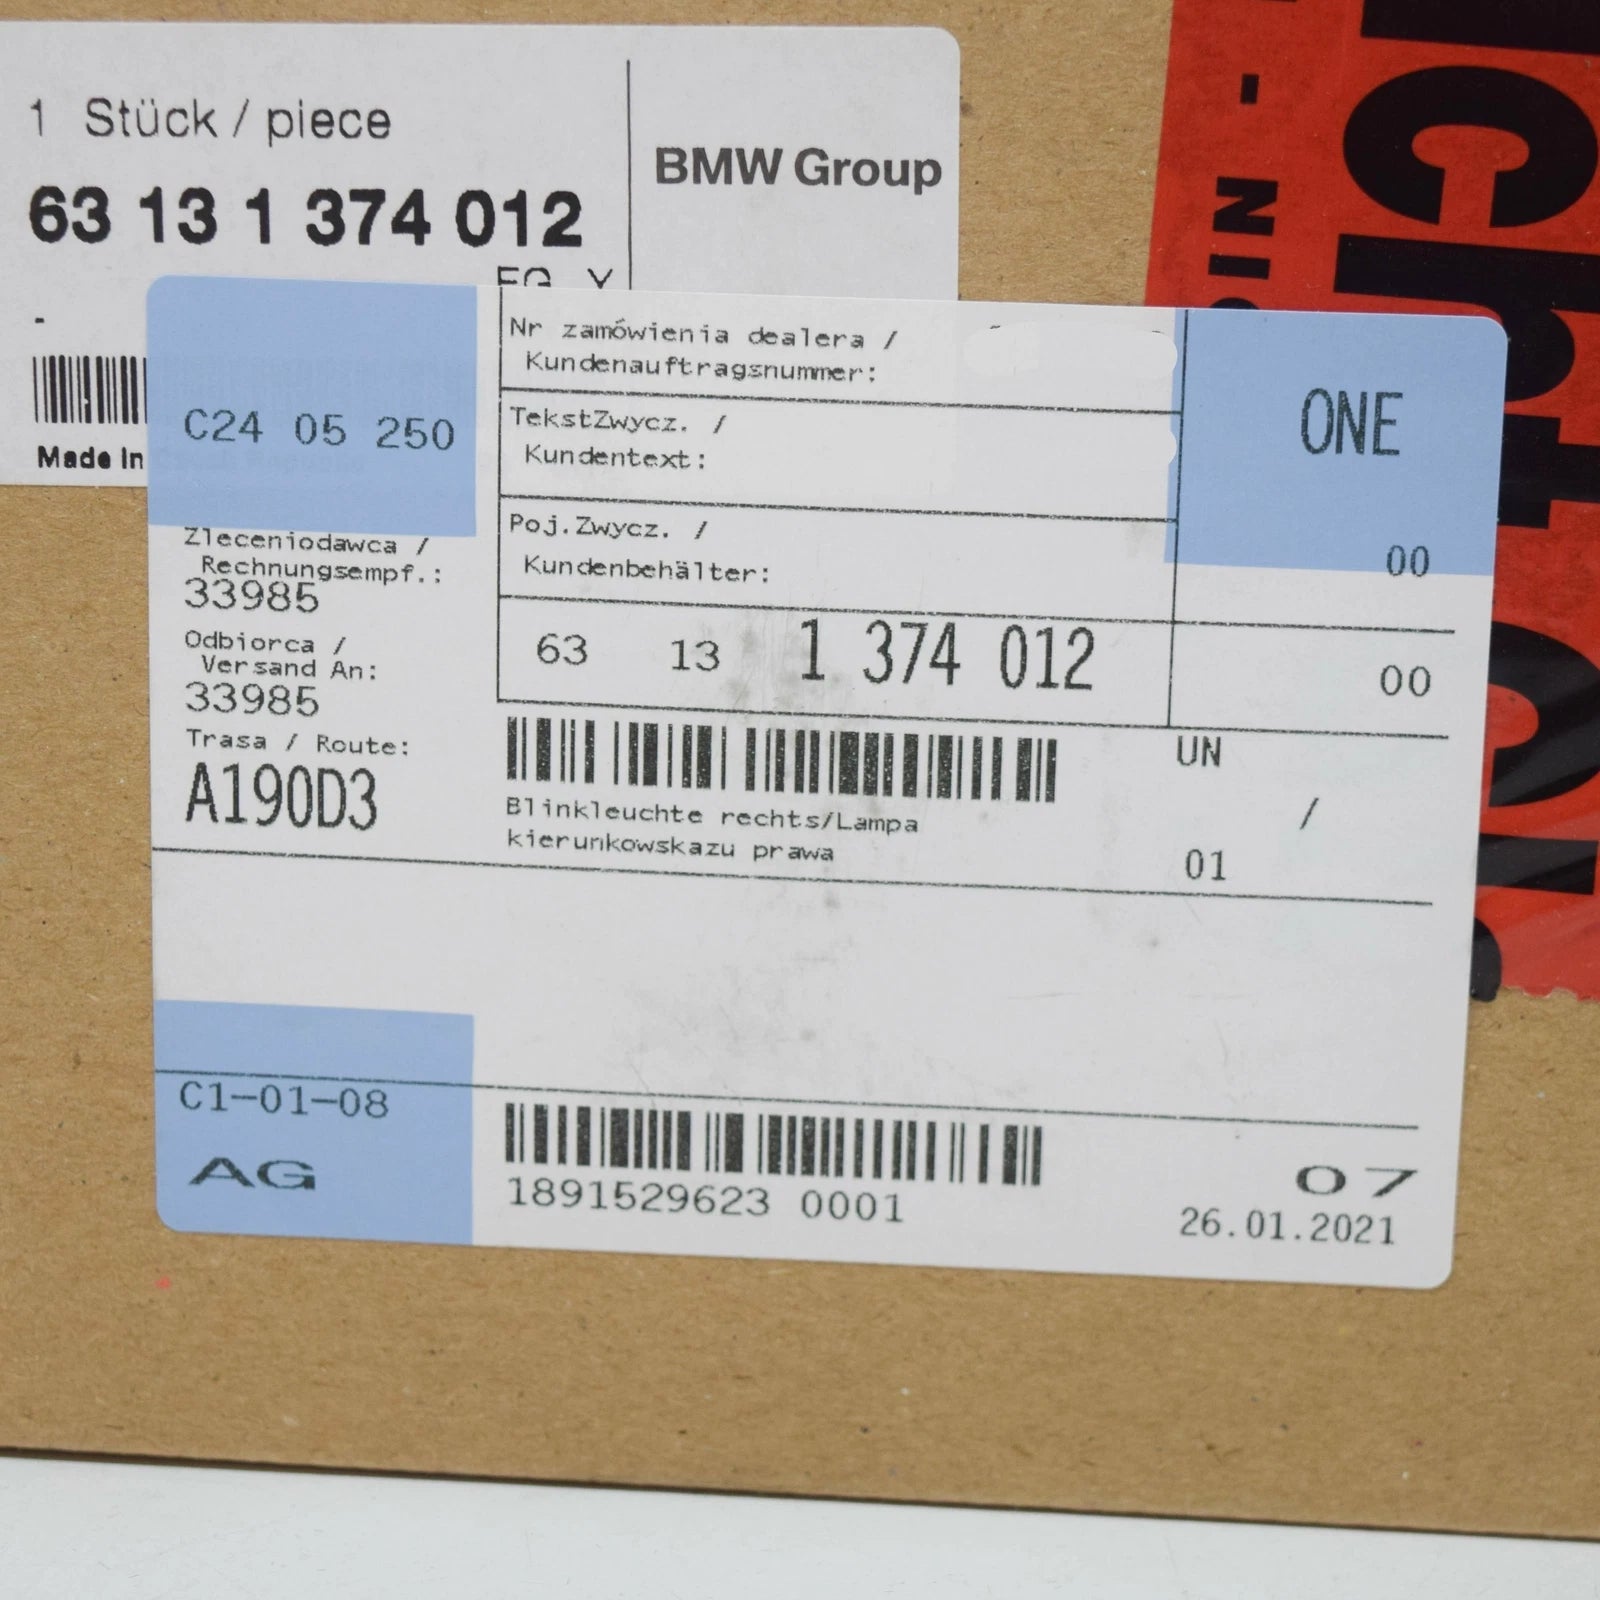 1 Stück / piece
63 13 1 374 012
BMW Group
-
Made In Czech Republic
C24 05 250
Nr zamówienia dealera /
Kundenauftragsnummer:
TekstZwycz. /
Kundentext:
Poj.Zwycz. /
Kundenbehälter:
ONE
00
Zleceniodawca /
Rechnungsempf.:
33985
Odbiorca /
Versand An:
33985
Trasa / Route:
A190D3
63 13 1 374 012
00
Blinkleuchte rechts/Lampa
kierunkowskazu prawa
UN
/
01
C1-01-08
AG
1891529623 0001
07
26.01.2021